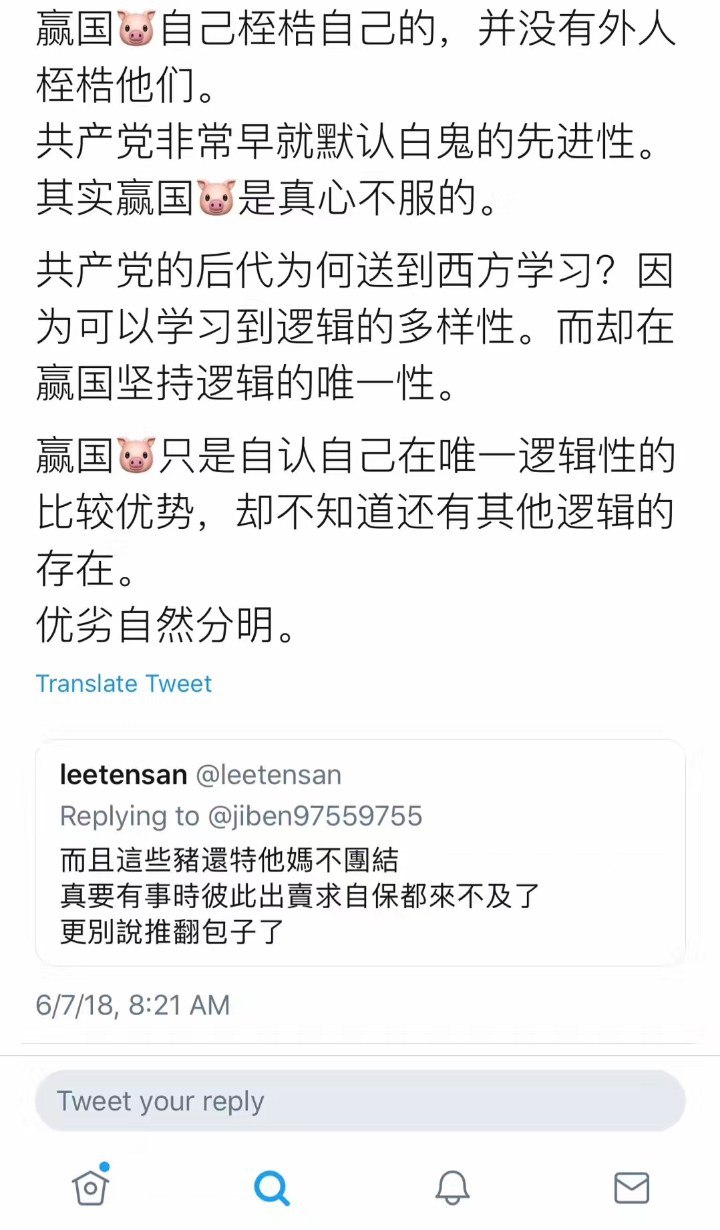 赢国🐷自己桎梏自己的，并没有外人
桎梏他们。
共产党非常早就默认白鬼的先进性。
其实赢国🐷是真心不服的。
共产党的后代为何送到西方学习？因
为可以学习到逻辑的多样性。而却在
赢国坚持逻辑的唯一性。
赢国🐷只是自认自己在唯一逻辑性的
比较优势，却不知道还有其他逻辑的
存在。
优劣自然分明。
Translate Tweet
leetensan @leetensan
Replying to @jiben97559755
而且這些豬還特他媽不團結
真要有事時彼此出賣求自保都來不及了
更別說推翻包子了
6/7/18, 8:21 AM
Tweet your reply